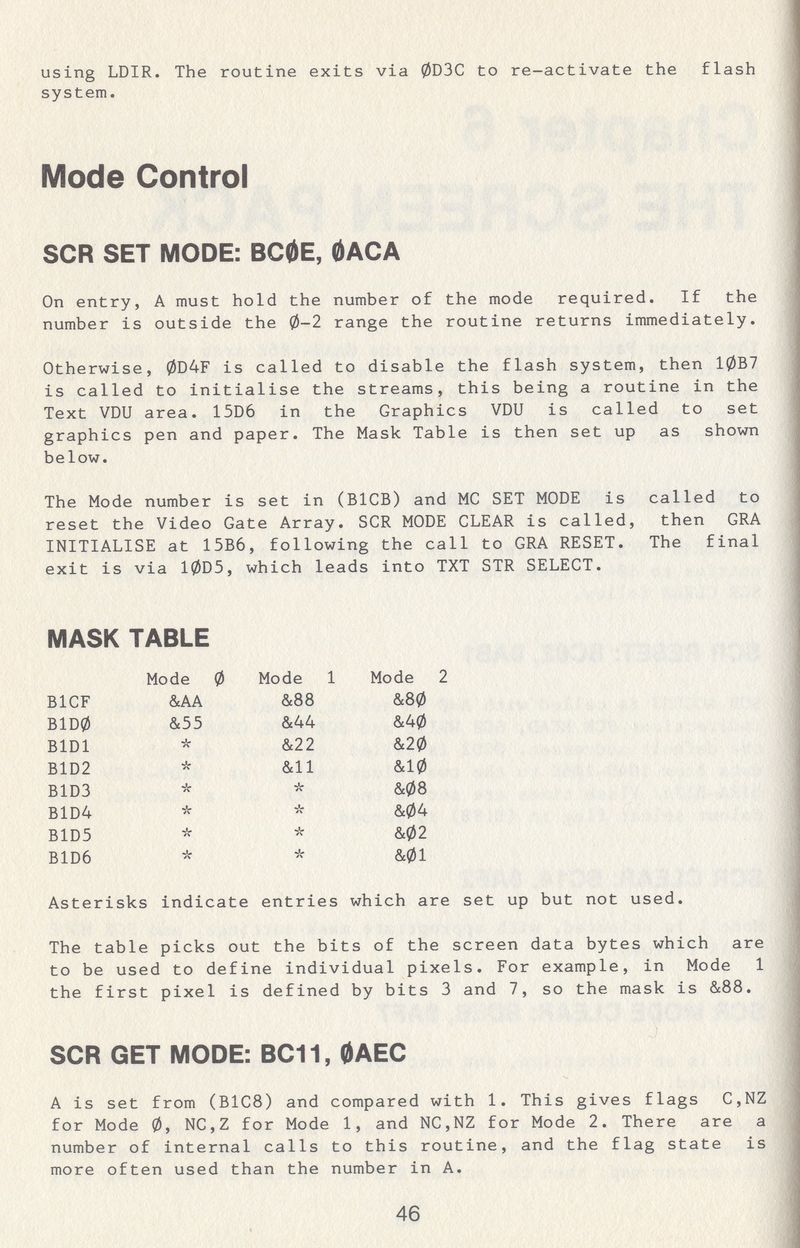 using LDIR. The routine exits via ØD3C to re-activate the flash
system.
Mode Control
SCR SET MODE: BCØE, ØACA
On entry, A must hold the number of the mode required. If the
number is outside the Ø-2 range the routine returns immediately.
Otherwise, ØD4F is called to disable the flash system, then 1ØB7
is called to initialise the streams, this being a routine in the
Text VDU area. 15D6 in the Graphics VDU is called to set
graphics pen and paper. The Mask Table is then set up as shown
below.
The Mode number is set in (B1CB) and MC SET MODE is called to
reset the Video Gate Array. SCR MODE CLEAR is called, then GRA
INITIALISE at 15B6, following the call to GRA RESET. The final
exit is via 1ØD5, which leads into TXT STR SELECT.
MASK TABLE
Mode Ø Mode 1 Mode 2
B1CF &AA &88 &8Ø
B1DØ &55 &44 &4Ø
B1D1 * &22 &2Ø
B1D2 * &11 &1Ø
B1D3 * * &Ø8
B1D4 * * &Ø4
B1D5 * * &Ø2
B1D6 * * &Ø1
Asterisks indicate entries which are set up but not used.
The table picks out the bits of the screen data bytes which are
to be used to define individual pixels. For example, in Mode 1
the first pixel is defined by bits 3 and 7, so the mask is &88.
SCR GET MODE: BC11, ØAEC
A is set from (B1C8) and compared with 1. This gives flags C,NZ
for Mode Ø, NC,Z for Mode 1, and NC,NZ for Mode 2. There are a
number of internal calls to this routine, and the flag state is
more often used than the number in A.
46